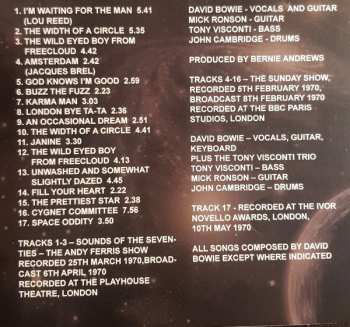 1. I'M WAITING FOR THE MAN 5.41
(LOU REED)
2. THE WIDTH OF A CIRCLE 5.35
3. THE WILD EYED BOY FROM
FREECLOUD 4.42
4. AMSTERDAM 2.42
(JACQUES BREL)
5. GOD KNOWS I'M GOOD 2.59
6. BUZZ THE FUZZ 2.23
7. KARMA MAN 3.03
8. LONDON BYE TA-TA 2.36
9. AN OCCASIONAL DREAM 2.51
10. THE WIDTH OF A CIRCLE 4.41
11. JANINE 3.30
12. THE WILD EYED BOY
FROM FREECLOUD 4.13
13. UNWASHED AND SOMEWHAT
SLIGHTLY DAZED 4.45
14. FILL YOUR HEART 2.22
15. THE PRETTIEST STAR 2.38
16. CYGNET COMMITTEE 7.56
17. SPACE ODDITY 3.50
TRACKS 1-3 – SOUNDS OF THE SEVEN-
TIES – THE ANDY FERRIS SHOW
RECORDED 25TH MARCH 1970,BROAD-
CAST 6TH APRIL 1970
RECORDED AT THE PLAYHOUSE
THEATRE, LONDON
DAVID BOWIE - VOCALS AND GUITAR
MICK RONSON - GUITAR
TONY VISCONTI - BASS
JOHN CAMBRIDGE - DRUMS
PRODUCED BY BERNIE ANDREWS
TRACKS 4-16 – THE SUNDAY SHOW,
RECORDED 5TH FEBRUARY 1970,
BROADCAST 8TH FEBRUARY 1970
RECORDED AT THE BBC PARIS
STUDIOS, LONDON
DAVID BOWIE – VOCALS, GUITAR,
KEYBOARD
PLUS THE TONY VISCONTI TRIO
TONY VISCONTI – BASS
MICK RONSON – GUITAR
JOHN CAMBRIDGE - DRUMS
TRACK 17 - RECORDED AT THE IVOR
NOVELLO AWARDS, LONDON,
10TH MAY 1970
ALL SONGS COMPOSED BY DAVID
BOWIE EXCEPT WHERE INDICATED